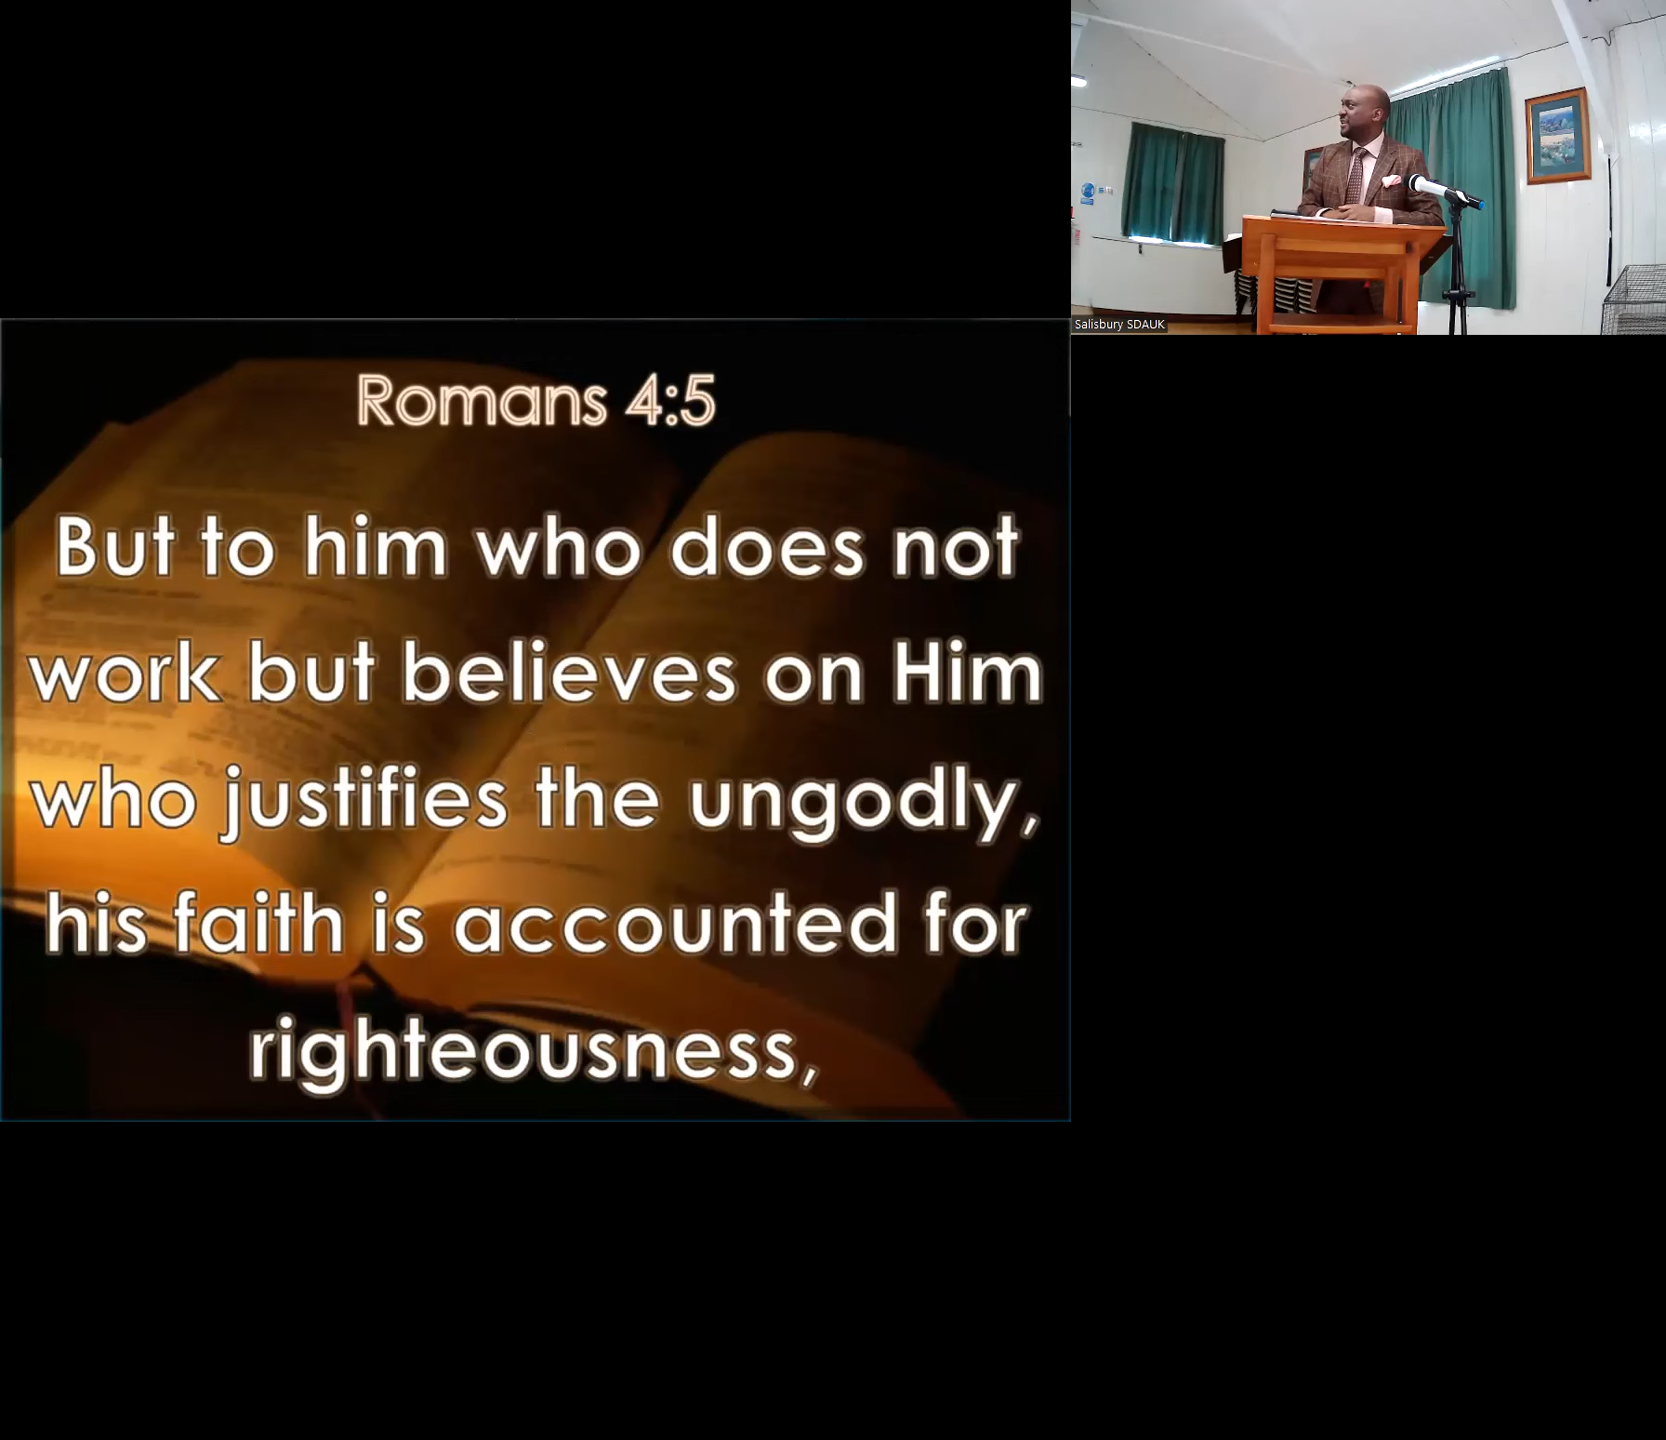 Romans 4:5
But to him who does not
work but believes on Him
who justifies the ungodly,
his faith is accounted for
righteousness,
Salisbury SDAUK